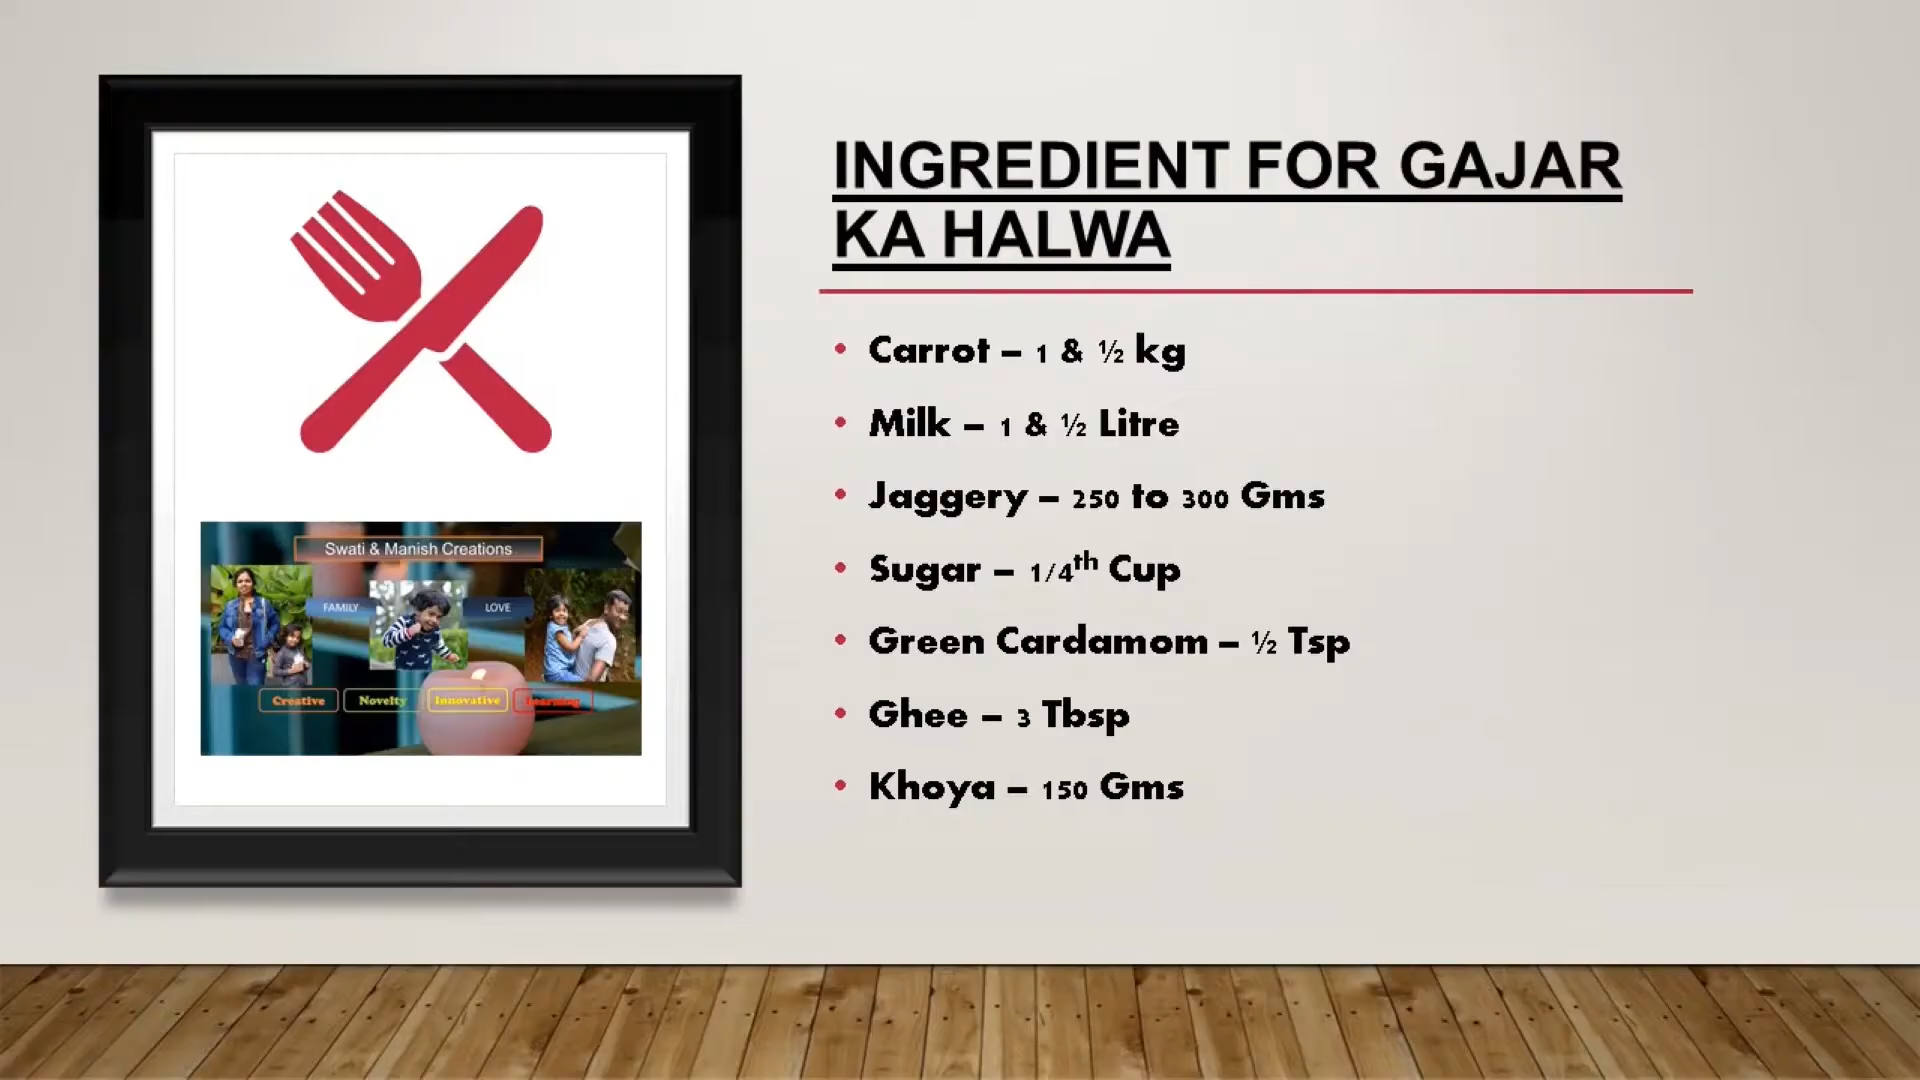 INGREDIENT FOR GAJAR
KA HALWA
• Carrot – 1 & ½ kg
• Milk – 1 & ½ Litre
• Jaggery – 250 to 300 Gms
• Sugar – 1/4th Cup
• Green Cardamom – ½ Tsp
• Ghee – 3 Tbsp
• Khoya – 150 Gms
Swati & Manish Creations
FAMILY LOVE
Creative Novelty Innovative Learning